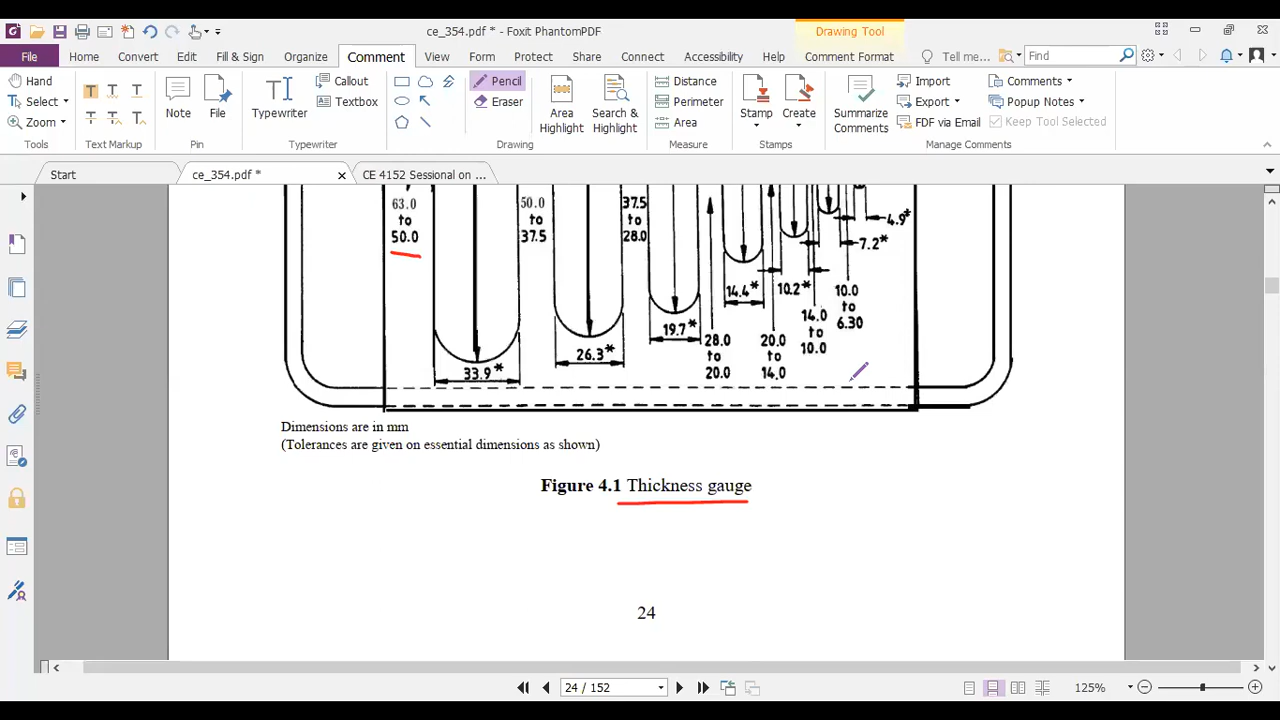 ce_354.pdf * - Foxit PhantomPDF
Drawing Tool
File
Home
Convert
Edit
Fill & Sign
Organize
Comment
View
Form
Protect
Share
Connect
Accessibility
Help
Comment Format
Tell me...
Find
Hand
Select
Zoom
Tools
T T T
T T T
Text Markup
Note
File
Pin
Typewriter
Callout
Textbox
Typewriter
Pencil
Eraser
Area
Highlight
Search &
Highlight
Drawing
Distance
Perimeter
Area
Measure
Stamp
Create
Stamps
Summarize
Comments
Import
Export
FDF via Email
Comments
Popup Notes
Keep Tool Selected
Manage Comments
Start
ce_354.pdf *
CE 4152 Sessional on ...
63.0
to
50.0
50.0
to
37.5
37.5
to
28.0
4.9*
7.2*
14.4*
10.2*
10.0
to
6.30
14.0
to
10.0
19.7*
28.0
to
20.0
20.0
to
14.0
26.3*
33.9*
Dimensions are in mm
(Tolerances are given on essential dimensions as shown)
Figure 4.1 Thickness gauge
24
24 / 152
125%